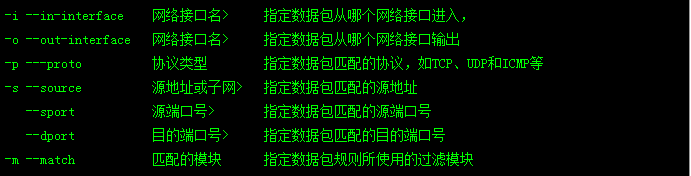 -i --in-interface 网络接口名> 指定数据包从哪个网络接口进入，
-o --out-interface 网络接口名> 指定数据包从哪个网络接口输出
-p ---proto 协议类型 指定数据包匹配的协议，如TCP、UDP和ICMP等
-s --source 源地址或子网> 指定数据包匹配的源地址
--sport 源端口号> 指定数据包匹配的源端口号
--dport 目的端口号> 指定数据包匹配的目的端口号
-m --match 匹配的模块 指定数据包规则所使用的过滤模块